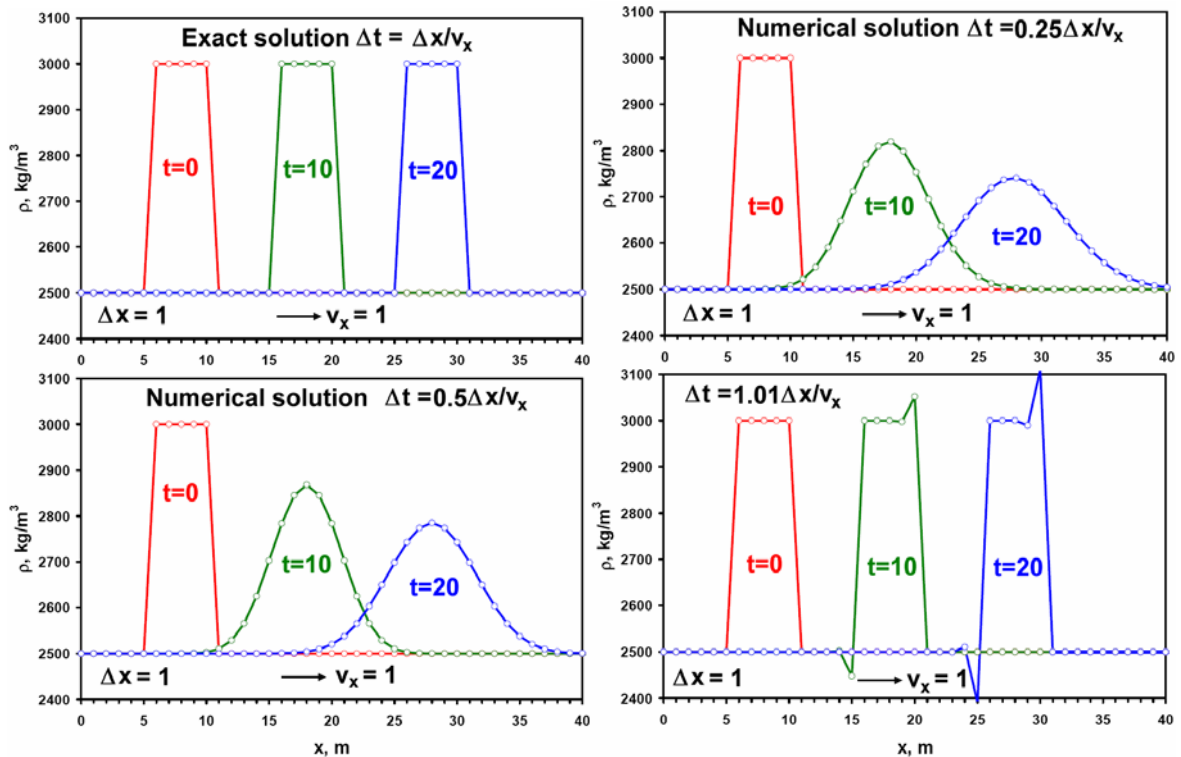 Exact solution Δt = Δx/vₓ
3100
3000
2900
2800
2700
2600
2500
2400
ρ, kg/m³
t=0
t=10
t=20
Δx = 1
vₓ = 1
0 5 10 15 20 25 30 35 40
Numerical solution Δt=0.25Δx/vₓ
3100
3000
2900
2800
2700
2600
2500
2400
ρ, kg/m³
t=0
t=10
t=20
Δx = 1
vₓ = 1
0 5 10 15 20 25 30 35 40
Numerical solution Δt=0.5Δx/vₓ
3100
3000
2900
2800
2700
2600
2500
2400
ρ, kg/m³
t=0
t=10
t=20
Δx = 1
vₓ = 1
0 5 10 15 20 25 30 35 40
x, m
Δt=1.01Δx/vₓ
3100
3000
2900
2800
2700
2600
2500
2400
ρ, kg/m³
t=0
t=10
t=20
Δx = 1
vₓ = 1
0 5 10 15 20 25 30 35 40
x, m